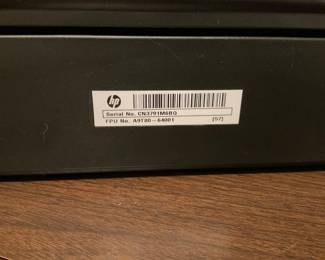 hp
Serial No. CN3791M6BQ
FPU No. A9T80-64001 [57]